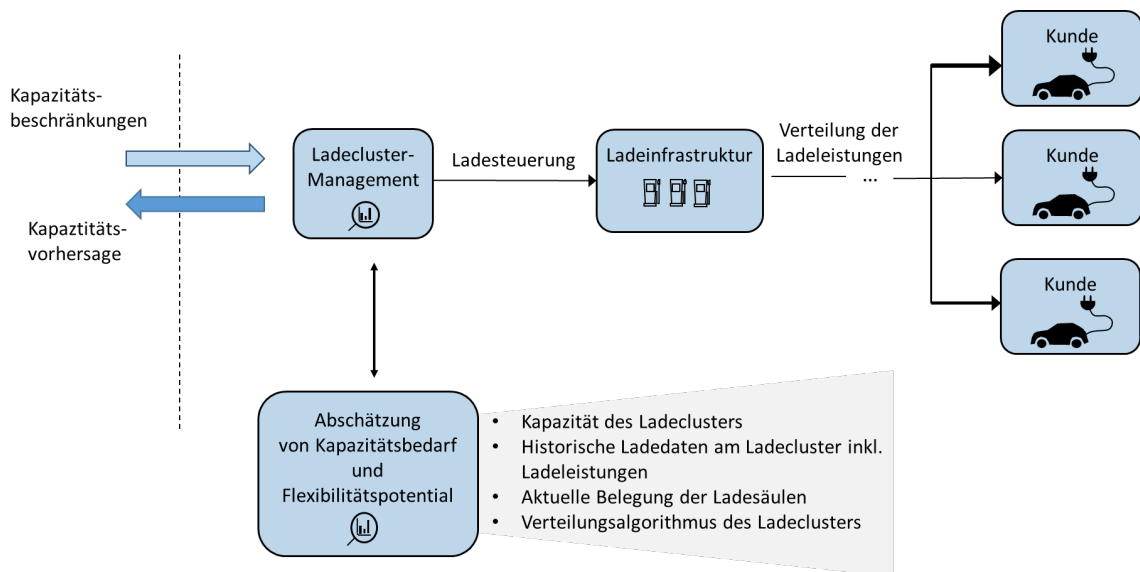 Kapazitäts-
beschränkungen
Kapaztitäts-
vorhersage
Ladecluster-
Management
Ladesteuerung
Ladeinfrastruktur
Verteilung der
Ladeleistungen
...
Kunde
Kunde
Kunde
Abschätzung
von Kapazitätsbedarf
und
Flexibilitätspotential
• Kapazität des Ladeclusters
• Historische Ladedaten am Ladecluster inkl.
Ladeleistungen
• Aktuelle Belegung der Ladesäulen
• Verteilungsalgorithmus des Ladeclusters